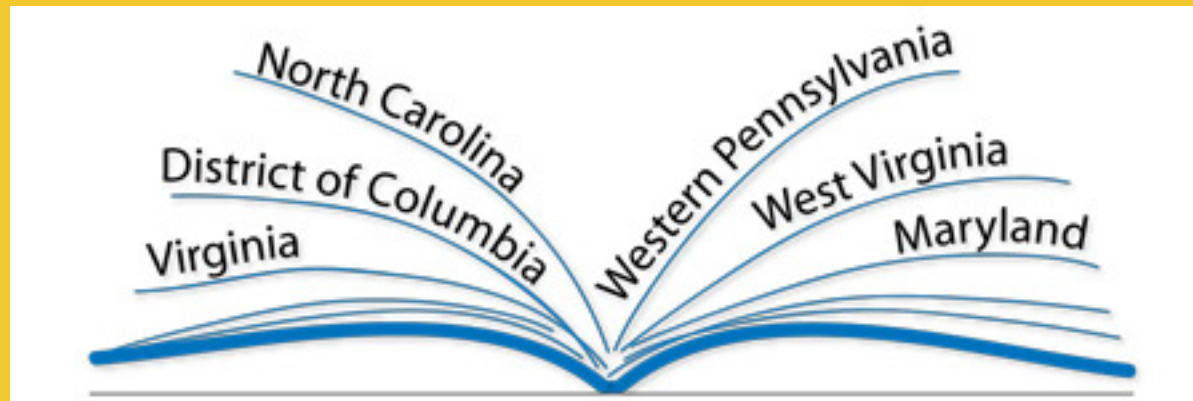 North Carolina
District of Columbia
Virginia
Western Pennsylvania
West Virginia
Maryland